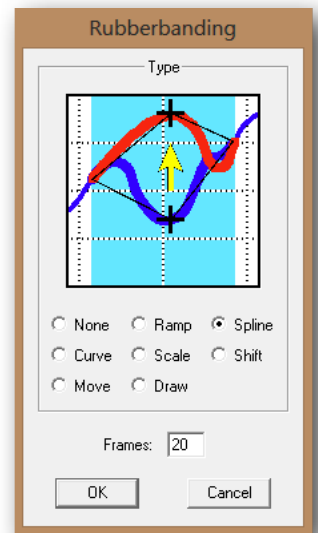 Rubberbanding
Type
None Ramp Spline
Curve Scale Shift
Move Draw
Frames: 20
OK Cancel